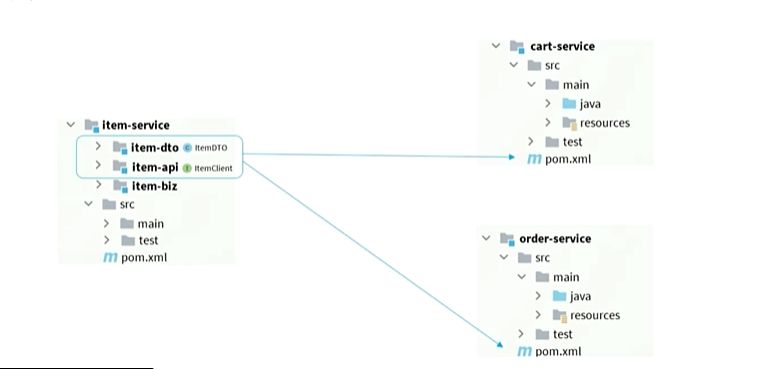 item-service
item-dto C ItemDTO
item-api I ItemClient
item-biz
src
main
test
m pom.xml
cart-service
src
main
java
resources
test
m pom.xml
order-service
src
main
java
resources
test
m pom.xml